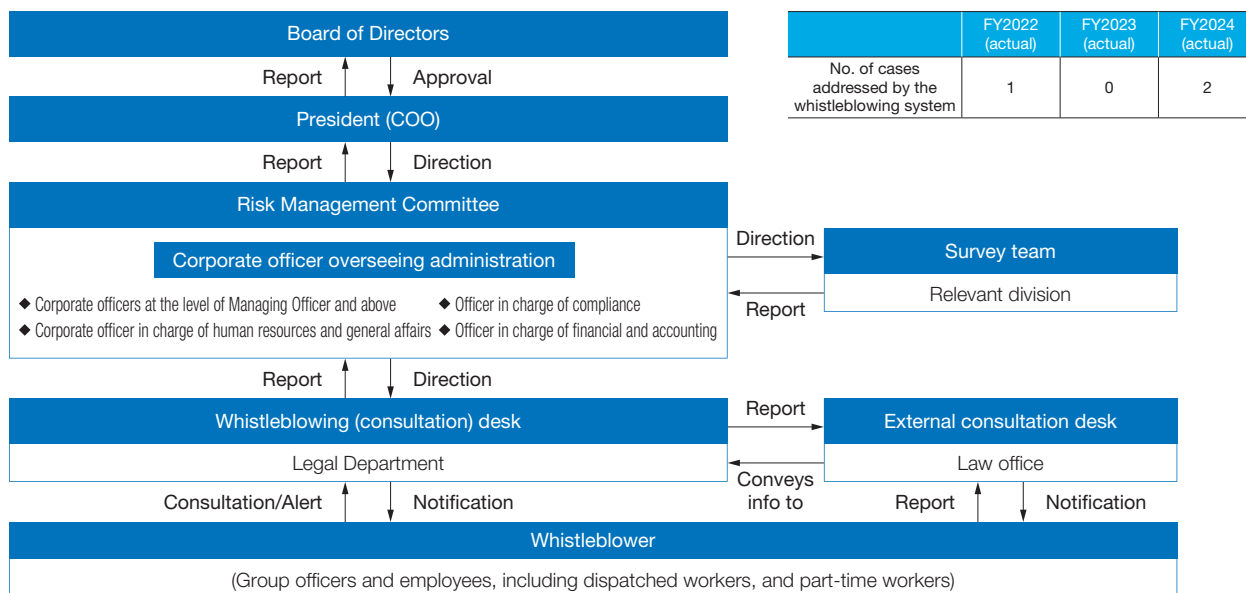 Board of Directors
Report
Approval
President (COO)
Report
Direction
Risk Management Committee
Corporate officer overseeing administration
◆ Corporate officers at the level of Managing Officer and above
◆ Officer in charge of compliance
◆ Corporate officer in charge of human resources and general affairs
◆ Officer in charge of financial and accounting
Direction
Report
Survey team
Relevant division
Report
Direction
Whistleblowing (consultation) desk
Legal Department
Report
Conveys
info to
External consultation desk
Law office
Consultation/Alert
Notification
Report
Notification
Whistleblower
(Group officers and employees, including dispatched workers, and part-time workers)
FY2022
(actual)
FY2023
(actual)
FY2024
(actual)
No. of cases
addressed by the
whistleblowing system
1
0
2